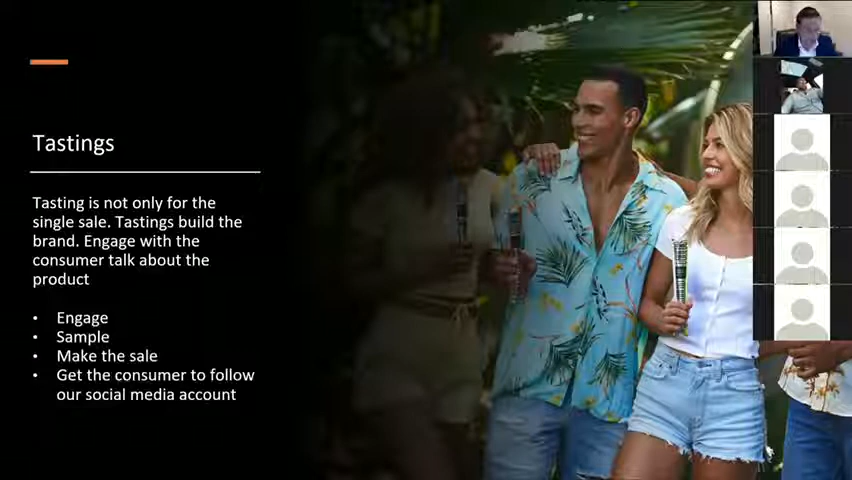 Tastings
Tasting is not only for the
single sale. Tastings build the
brand. Engage with the
consumer talk about the
product
• Engage
• Sample
• Make the sale
• Get the consumer to follow
our social media account